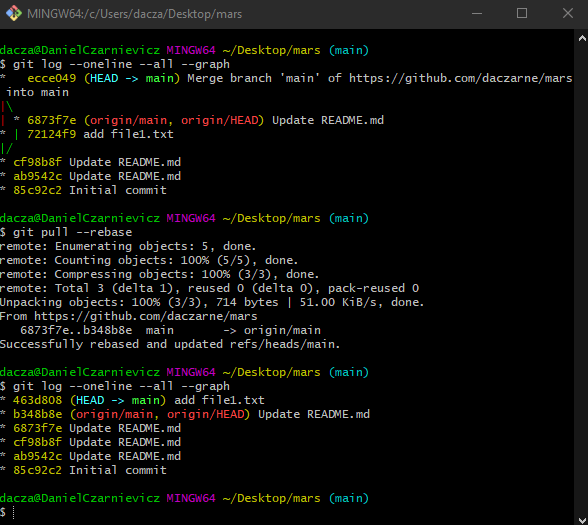 MINGW64:/c/Users/dacza/Desktop/mars
dacza@DanielCzarnievicz MINGW64 ~/Desktop/mars (main)
$ git log --oneline --all --graph
*   ecce049 (HEAD -> main) Merge branch 'main' of https://github.com/daczarne/mars
 into main
|\
| * 6873f7e (origin/main, origin/HEAD) Update README.md
* | 72124f9 add file1.txt
|/
* cf98b8f Update README.md
* ab9542c Update README.md
* 85c92c2 Initial commit
dacza@DanielCzarnievicz MINGW64 ~/Desktop/mars (main)
$ git pull --rebase
remote: Enumerating objects: 5, done.
remote: Counting objects: 100% (5/5), done.
remote: Compressing objects: 100% (3/3), done.
remote: Total 3 (delta 1), reused 0 (delta 0), pack-reused 0
Unpacking objects: 100% (3/3), 714 bytes | 51.00 KiB/s, done.
From https://github.com/daczarne/mars
   6873f7e..b348b8e  main       -> origin/main
Successfully rebased and updated refs/heads/main.
dacza@DanielCzarnievicz MINGW64 ~/Desktop/mars (main)
$ git log --oneline --all --graph
* 463d808 (HEAD -> main) add file1.txt
* b348b8e (origin/main, origin/HEAD) Update README.md
* 6873f7e Update README.md
* cf98b8f Update README.md
* ab9542c Update README.md
* 85c92c2 Initial commit
dacza@DanielCzarnievicz MINGW64 ~/Desktop/mars (main)
$